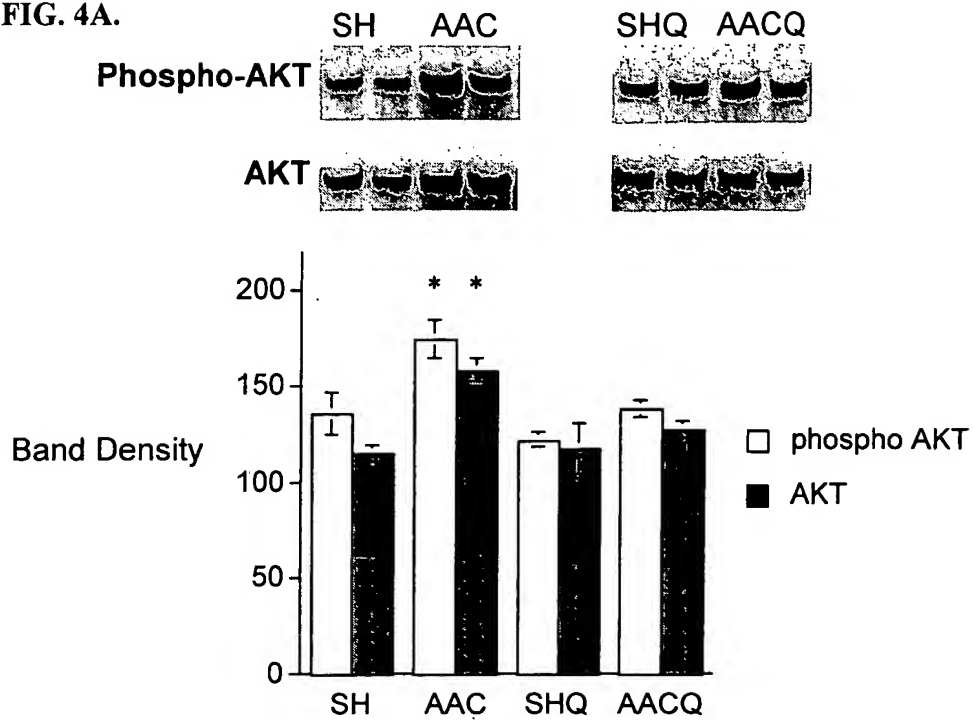 FIG. 4A.
SH AAC SHQ AACQ
Phospho-AKT
AKT
* *
200
150
Band Density
100
50
0
phospho AKT
AKT
SH AAC SHQ AACQ